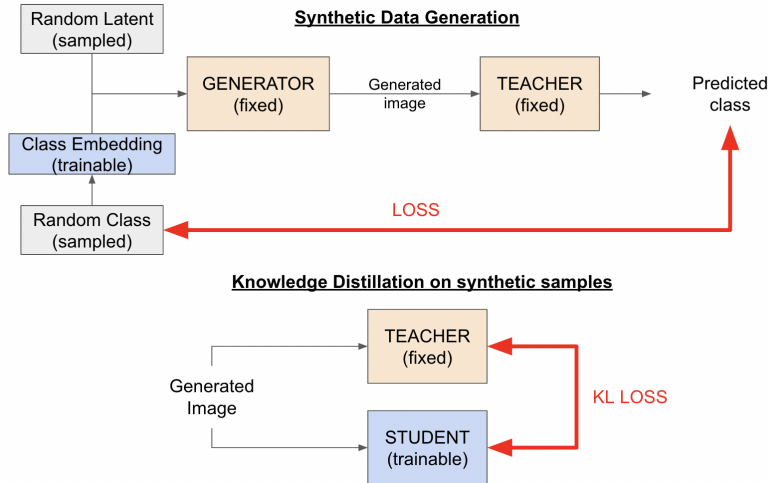 Synthetic Data Generation
Random Latent
(sampled)
GENERATOR
(fixed)
Generated
image
TEACHER
(fixed)
Predicted
class
Class Embedding
(trainable)
Random Class
(sampled)
LOSS
Knowledge Distillation on synthetic samples
Generated
Image
TEACHER
(fixed)
STUDENT
(trainable)
KL LOSS